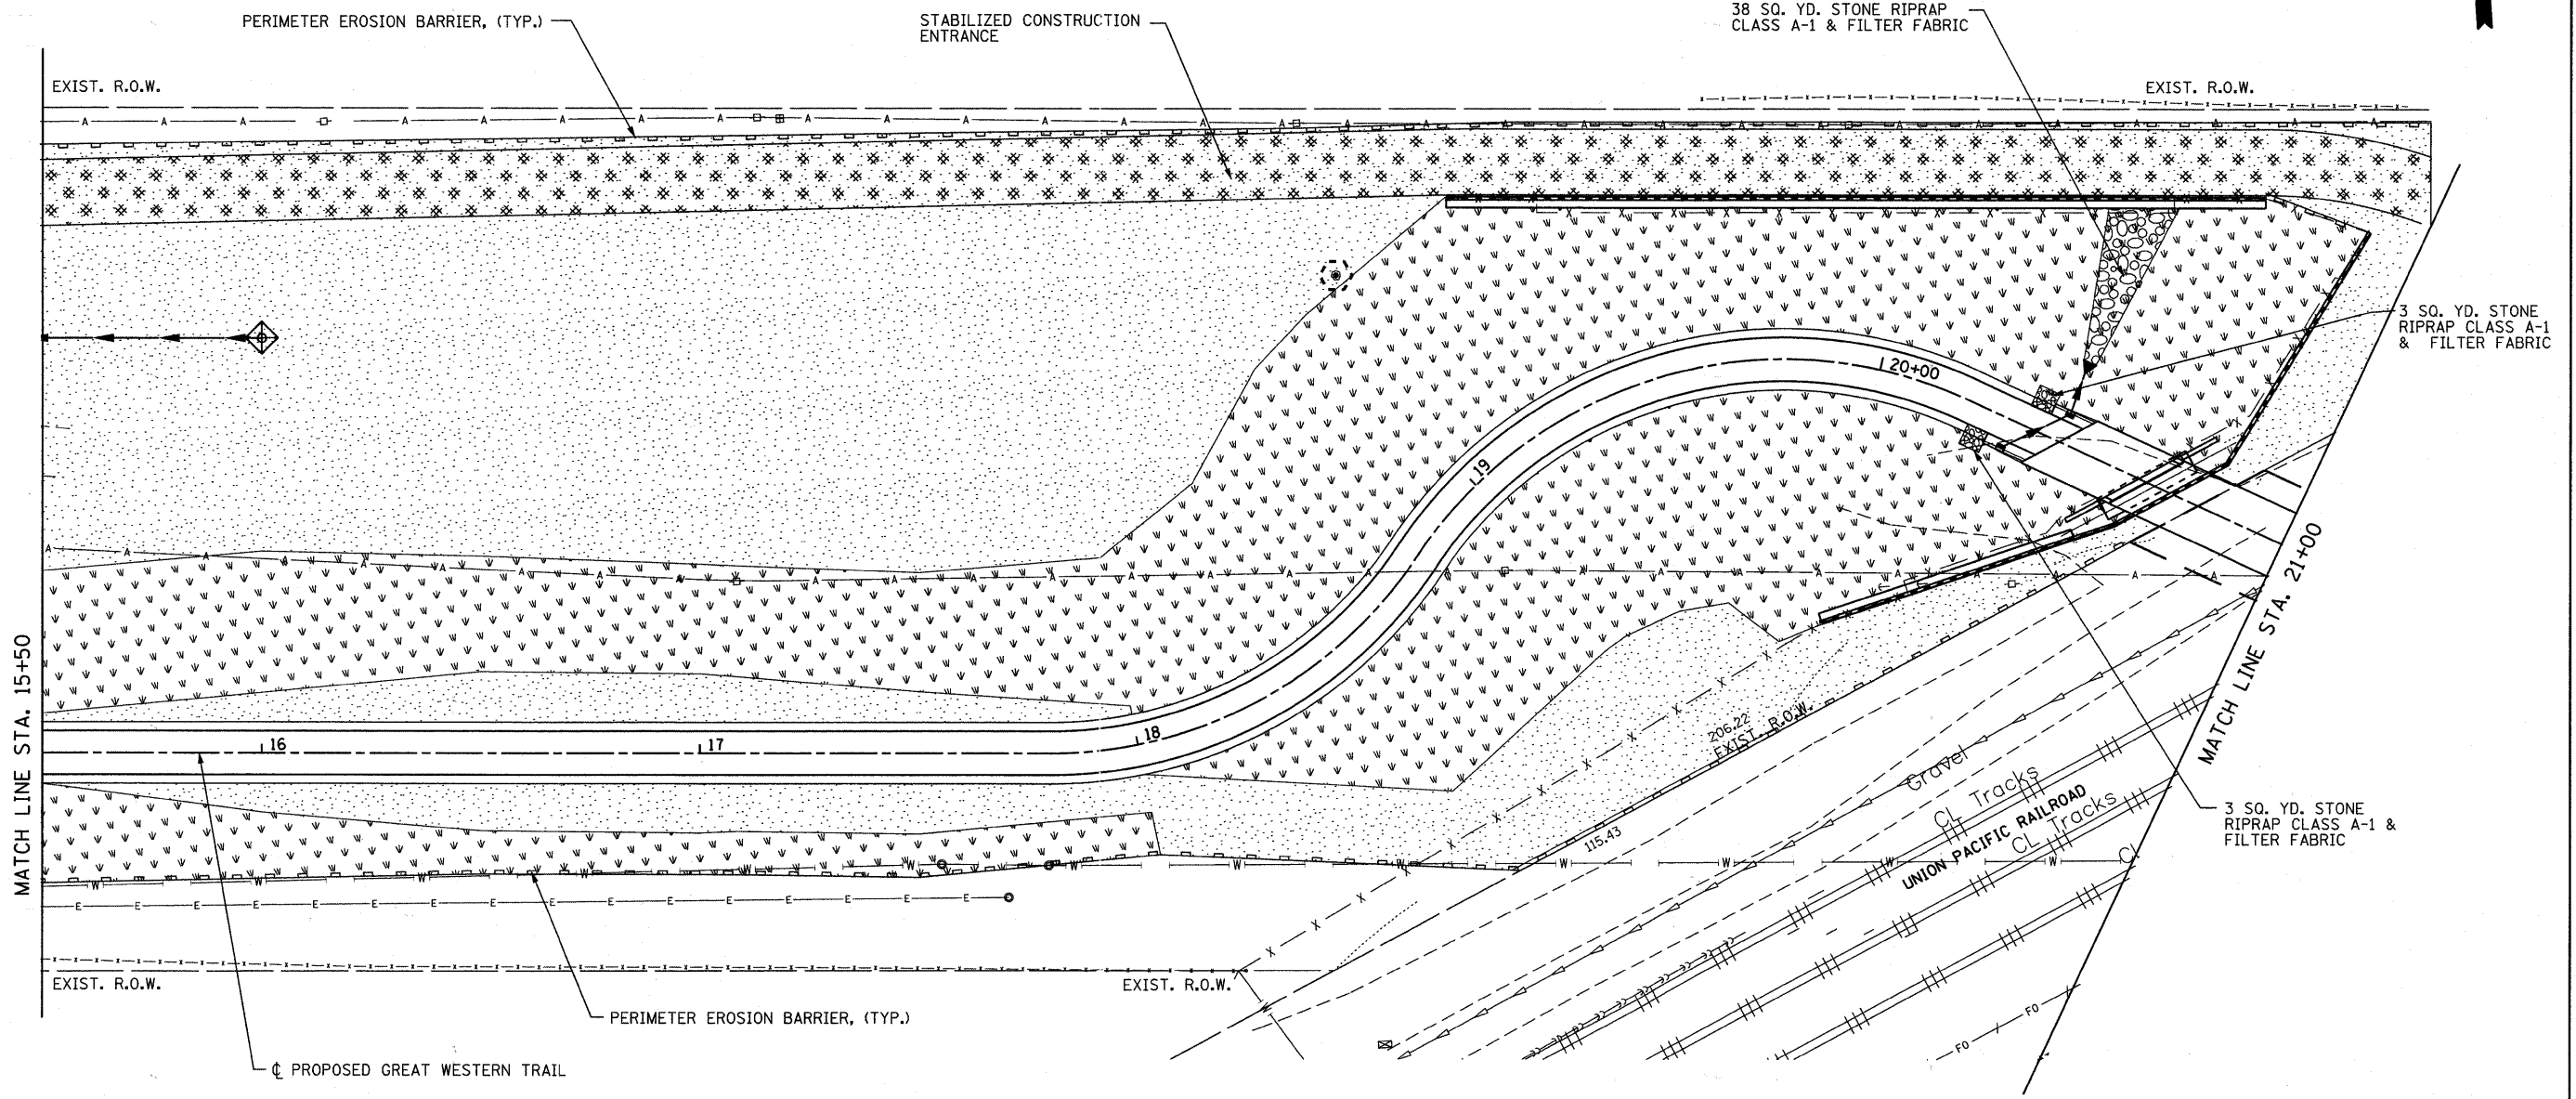 PERIMETER EROSION BARRIER, (TYP.)
STABILIZED CONSTRUCTION
ENTRANCE
38 SQ. YD. STONE RIPRAP
CLASS A-1 & FILTER FABRIC
EXIST. R.O.W.
EXIST. R.O.W.
A A A A A A A A A A A A A A A
3 SQ. YD. STONE
RIPRAP CLASS A-1
& FILTER FABRIC
20+00
19
MATCH LINE STA. 15+50
MATCH LINE STA. 21+00
16
17
18
206.22
EXIST. R.O.W.
115.43
Gravel
CL Tracks
UNION PACIFIC RAILROAD
CL Tracks
CL
3 SQ. YD. STONE
RIPRAP CLASS A-1 &
FILTER FABRIC
E E E E E E E E E E E E E E E E
EXIST. R.O.W.
EXIST. R.O.W.
FO
FO
PERIMETER EROSION BARRIER, (TYP.)
℄ PROPOSED GREAT WESTERN TRAIL